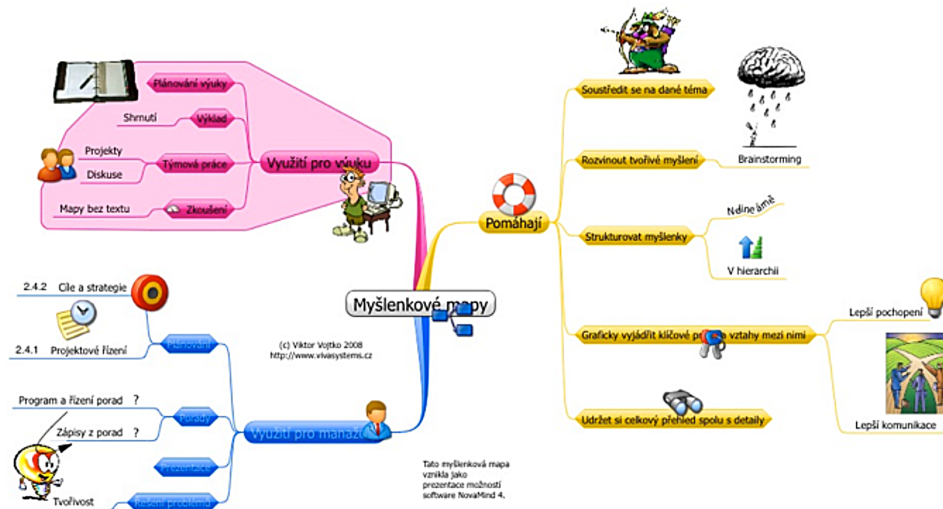 Myšlenkové mapy
Využití pro výuku
Plánování výuky
Výklad
Shrnutí
Týmová práce
Projekty
Diskuse
Zkoušení
Mapy bez textu
Pomáhají
Soustředit se na dané téma
Rozvinout tvořivé myšlení
Brainstorming
Strukturovat myšlenky
V hierarchii
Graficky vyjádřit klíčové vztahy mezi nimi
Lepší pochopení
Lepší komunikace
Udržet si celkový přehled spolu s detaily
Využití pro
Plánování
2.4.2 Cíle a strategie
2.4.1 Projektové řízení
Porady
Program a řízení porad ?
Zápisy z porad ?
Prezentace
Řešení problémů
Tvořivost
(c) Viktor Vojtko 2008
http://www.vivasystems.cz
Tato myšlenková mapa
vznikla jako
prezentace možností
software NovaMind 4.